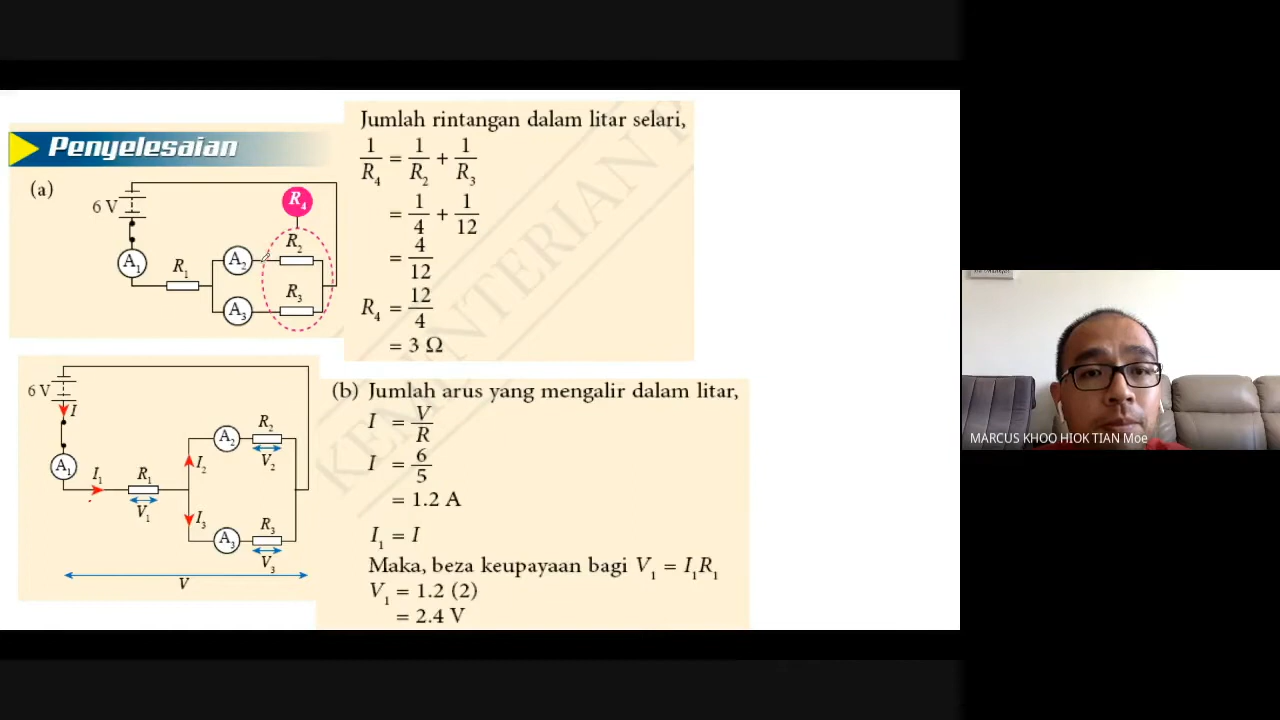 Penyelesaian
(a)
6 V
A₁
R₁
A₂
A₃
R₄
R₂
R₃
Jumlah rintangan dalam litar selari,
1/R₄ = 1/R₂ + 1/R₃
= 1/4 + 1/12
= 4/12
R₄ = 12/4
= 3 Ω
6 V
I
A₁
I₁
R₁
V₁
I₂
I₃
A₂
R₂
V₂
A₃
R₃
V₃
V
(b) Jumlah arus yang mengalir dalam litar,
I = V/R
I = 6/5
= 1.2 A
I₁ = I
Maka, beza keupayaan bagi V₁ = I₁R₁
V₁ = 1.2 (2)
= 2.4 V
KEMENTERIAN P
MARCUS KHOO HIOK TIAN Moe